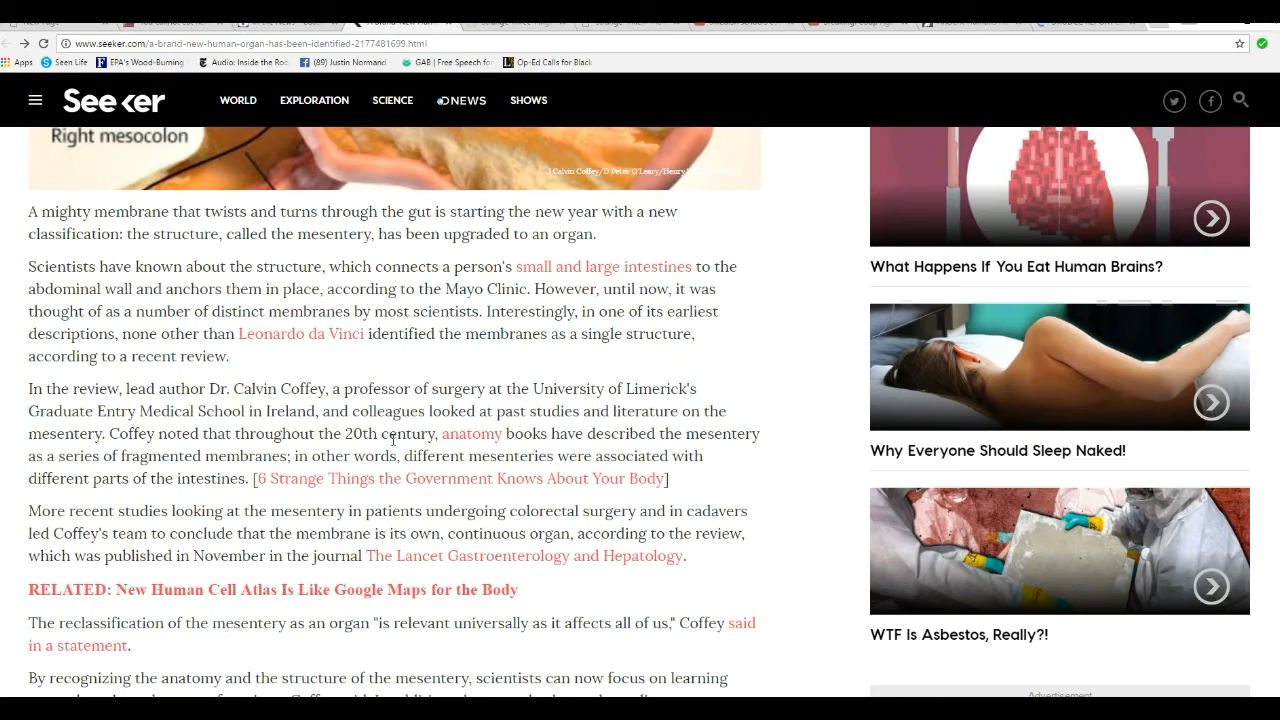 www.seeker.com/a-brand-new-human-organ-has-been-identified-2177481699.html
Apps Seen Life EPA's Wood-Burning Audio: Inside the Roo (89) Justin Normand GAB | Free Speech for Op-Ed Calls for Black
Seeker WORLD EXPLORATION SCIENCE NEWS SHOWS
Right mesocolon
J Calvin Coffey/D Peter O'Leary/Henry
A mighty membrane that twists and turns through the gut is starting the new year with a new
classification: the structure, called the mesentery, has been upgraded to an organ.
Scientists have known about the structure, which connects a person's small and large intestines to the
abdominal wall and anchors them in place, according to the Mayo Clinic. However, until now, it was
thought of as a number of distinct membranes by most scientists. Interestingly, in one of its earliest
descriptions, none other than Leonardo da Vinci identified the membranes as a single structure,
according to a recent review.
In the review, lead author Dr. Calvin Coffey, a professor of surgery at the University of Limerick's
Graduate Entry Medical School in Ireland, and colleagues looked at past studies and literature on the
mesentery. Coffey noted that throughout the 20th century, anatomy books have described the mesentery
as a series of fragmented membranes; in other words, different mesenteries were associated with
different parts of the intestines. [6 Strange Things the Government Knows About Your Body]
More recent studies looking at the mesentery in patients undergoing colorectal surgery and in cadavers
led Coffey's team to conclude that the membrane is its own, continuous organ, according to the review,
which was published in November in the journal The Lancet Gastroenterology and Hepatology.
RELATED: New Human Cell Atlas Is Like Google Maps for the Body
The reclassification of the mesentery as an organ "is relevant universally as it affects all of us," Coffey said
in a statement.
By recognizing the anatomy and the structure of the mesentery, scientists can now focus on learning
What Happens If You Eat Human Brains?
Why Everyone Should Sleep Naked!
WTF Is Asbestos, Really?!
Advertisement